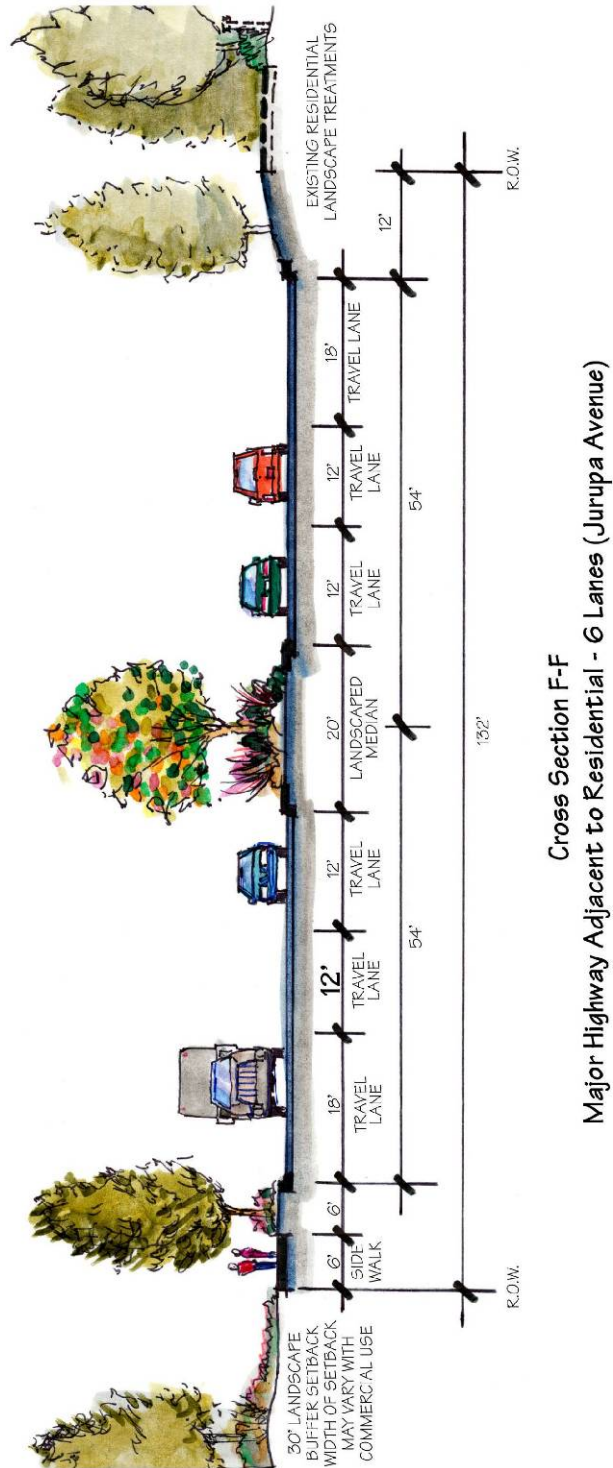 30' LANDSCAPE
BUFFER SETBACK
WIDTH OF SETBACK
MAY VARY WITH
COMMERCIAL USE
6'
SIDE
WALK
6'
18'
TRAVEL
LANE
12'
TRAVEL
LANE
12'
TRAVEL
LANE
20'
LANDSCAPED
MEDIAN
12'
TRAVEL
LANE
12'
TRAVEL
LANE
18'
TRAVEL LANE
EXISTING RESIDENTIAL
LANDSCAPE TREATMENTS
54'
54'
12'
132'
R.O.W.
R.O.W.
Cross Section F-F
Major Highway Adjacent to Residential - 6 Lanes (Jurupa Avenue)